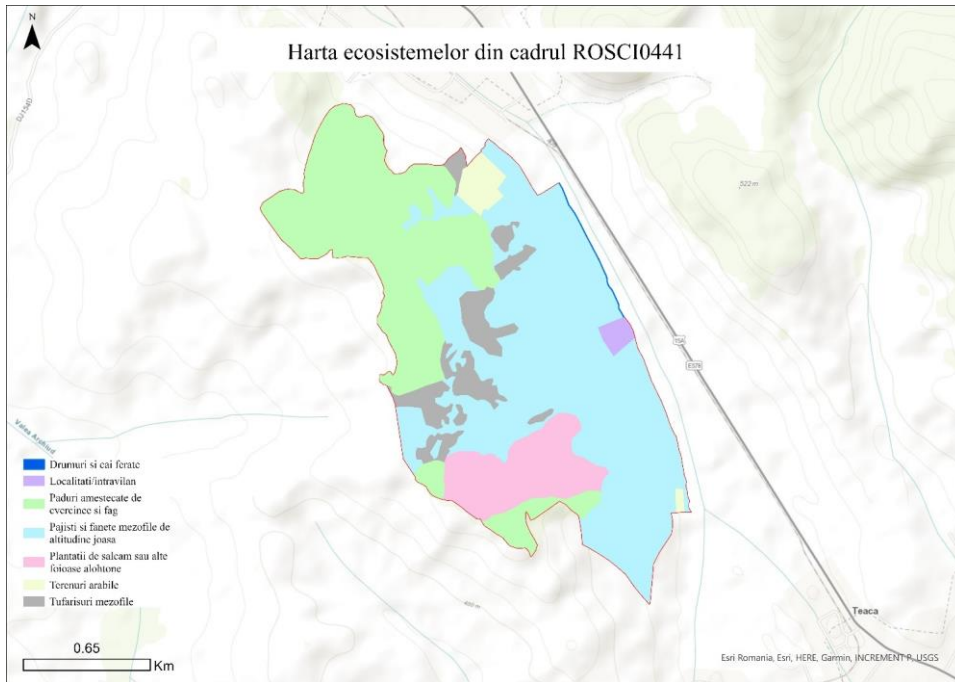 N
Harta ecosistemelor din cadrul ROSCI0441
DJ154D
522 m
15A
E578
Valea Archiud
Drumuri si cai ferate
Localitati/intravilan
Paduri amestecate de
cvercinee si fag
Pajisti si fanete mezofile de
altitudine joasa
Plantatii de salcam sau alte
foioase alohtone
Terenuri arabile
Tufarisuri mezofile
Teaca
0.65
Km
Esri Romania, Esri, HERE, Garmin, INCREMENT P, USGS